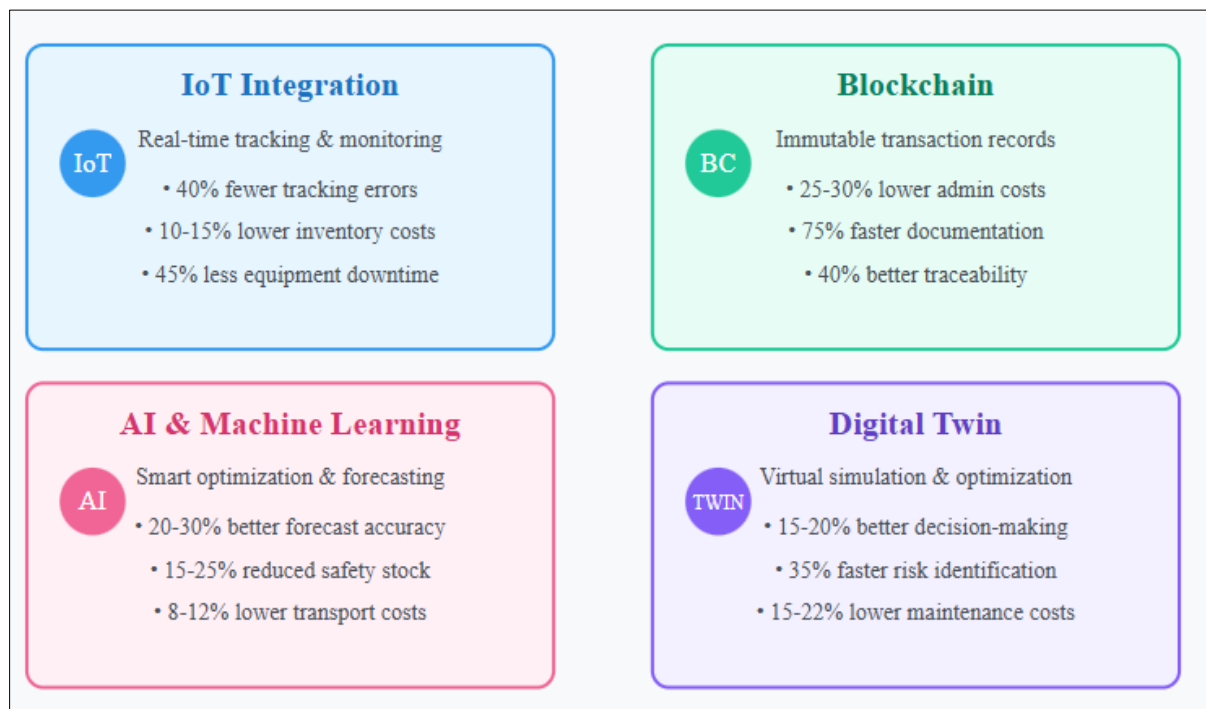 IoT Integration
IoT
Real-time tracking & monitoring
• 40% fewer tracking errors
• 10-15% lower inventory costs
• 45% less equipment downtime
Blockchain
BC
Immutable transaction records
• 25-30% lower admin costs
• 75% faster documentation
• 40% better traceability
AI & Machine Learning
AI
Smart optimization & forecasting
• 20-30% better forecast accuracy
• 15-25% reduced safety stock
• 8-12% lower transport costs
Digital Twin
TWIN
Virtual simulation & optimization
• 15-20% better decision-making
• 35% faster risk identification
• 15-22% lower maintenance costs